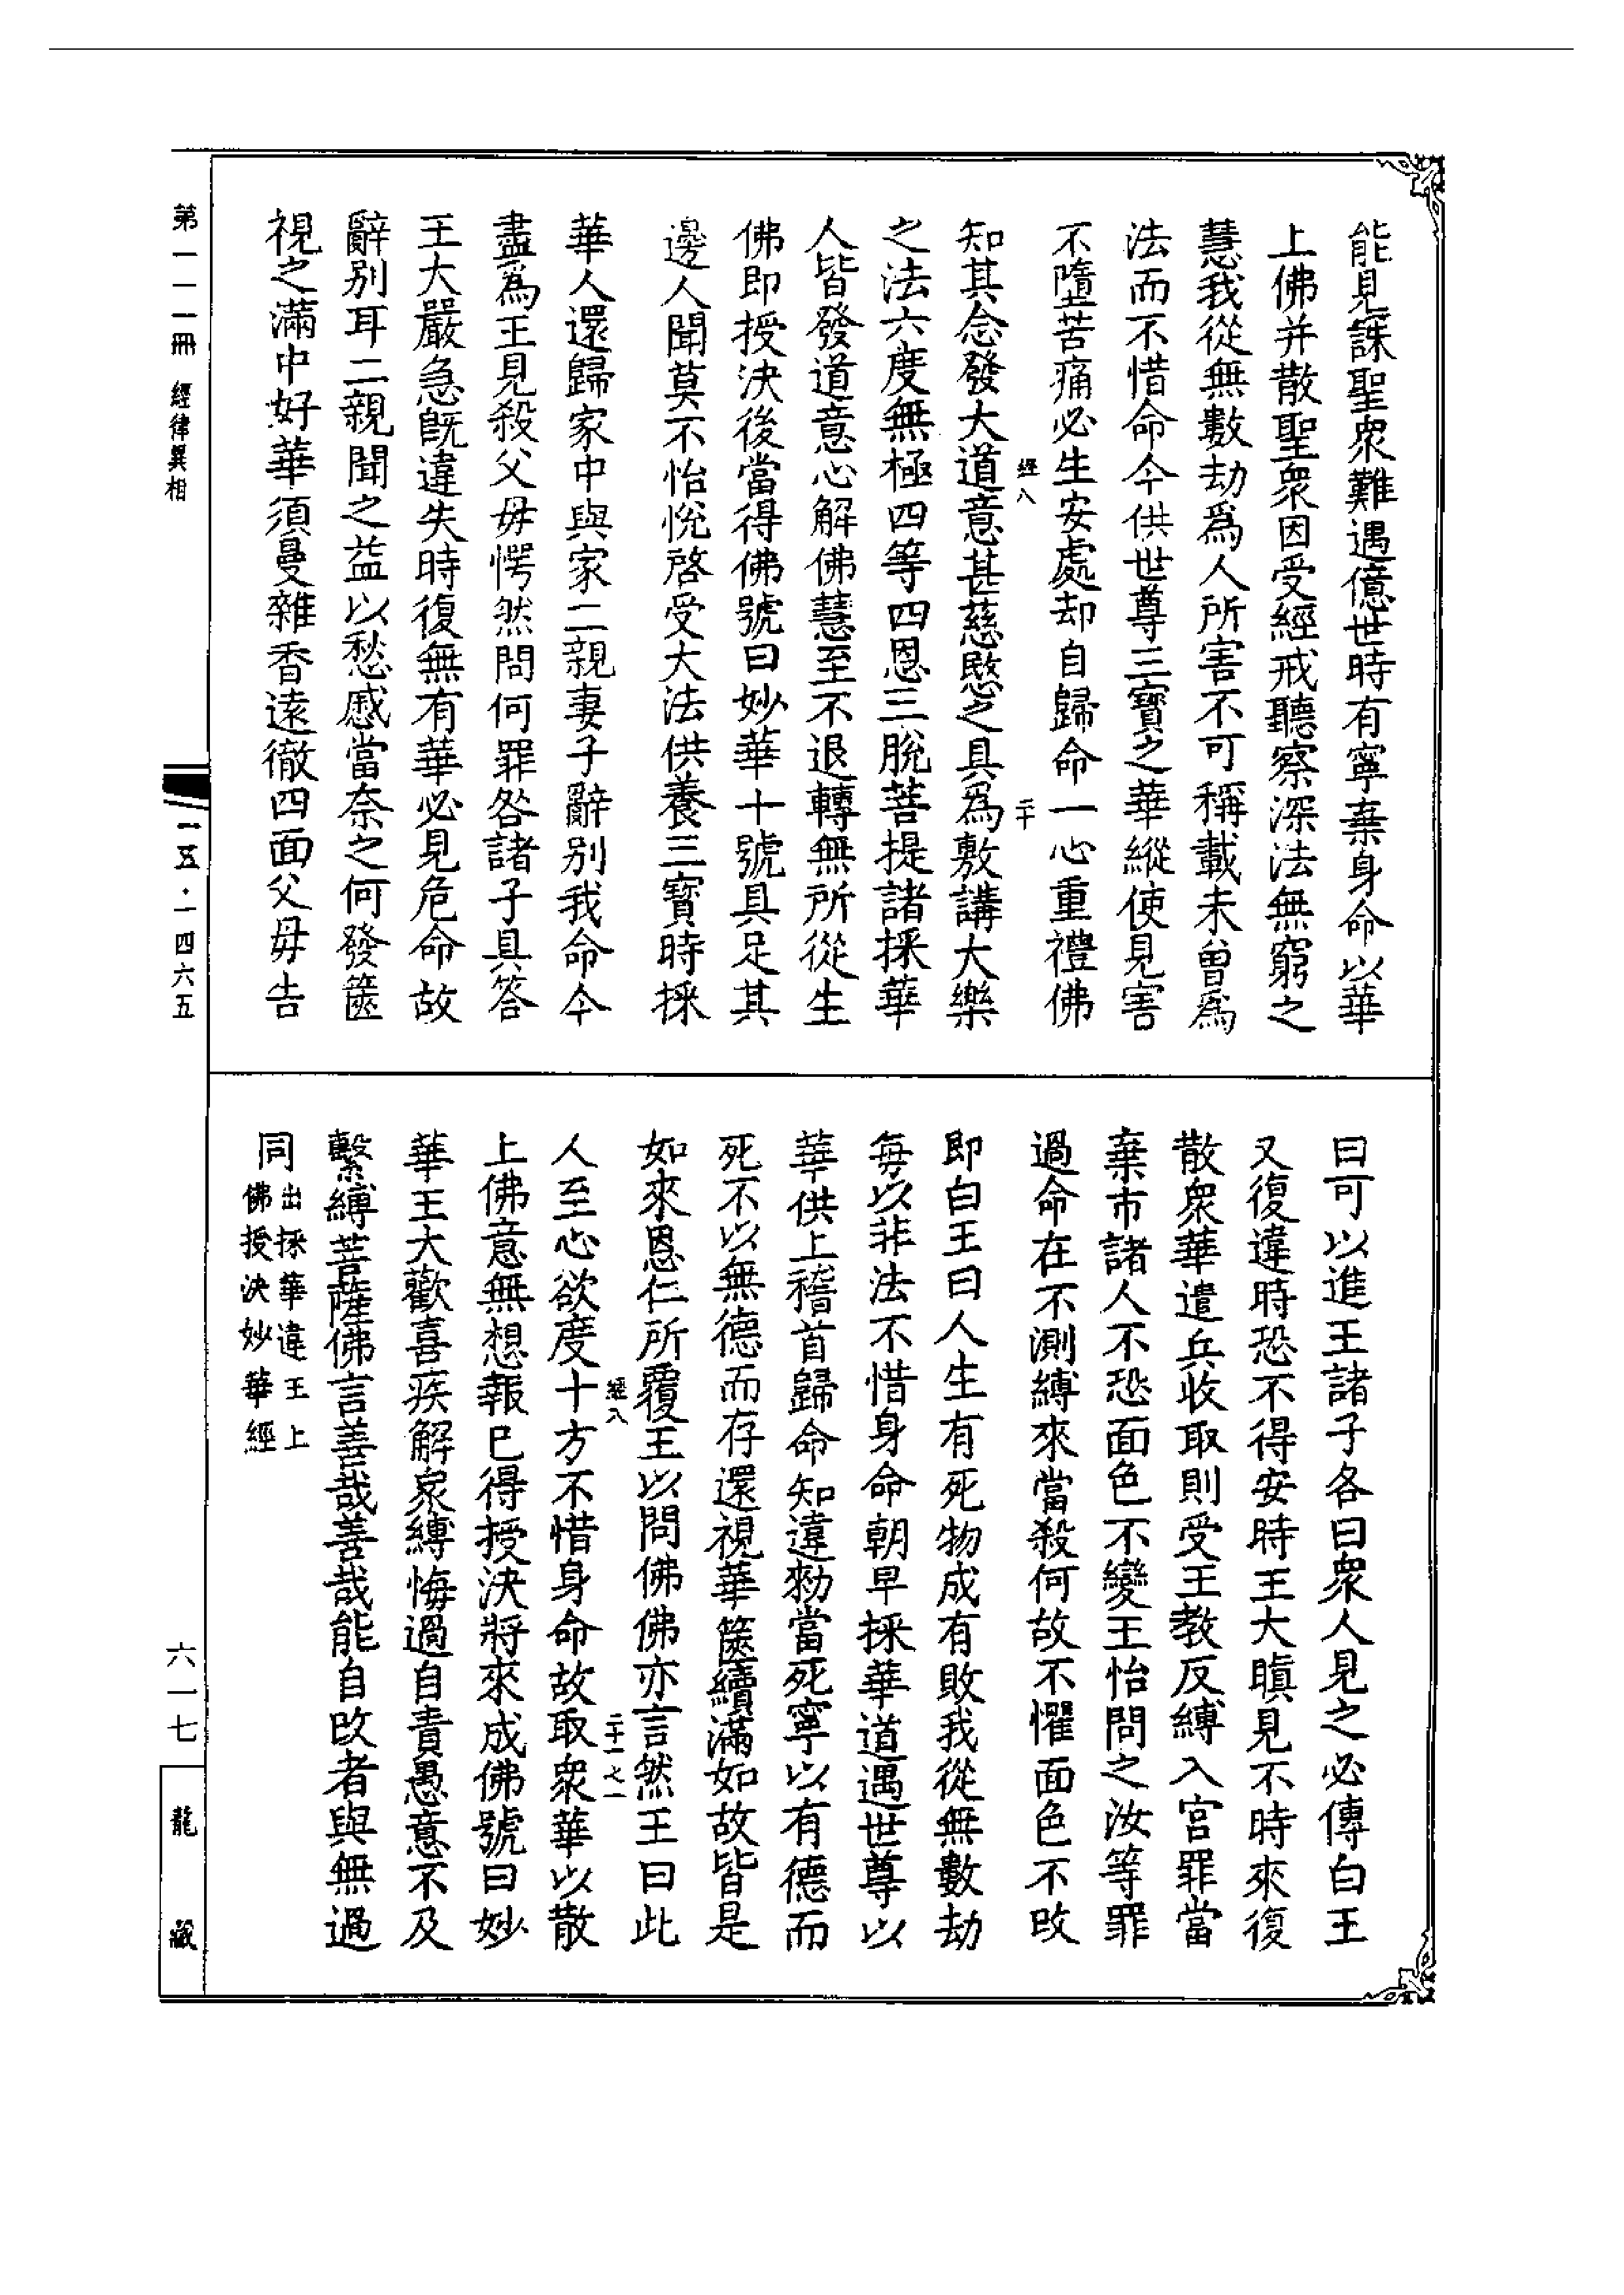 能見誅聖衆難遇億世時有寧棄身命以華
上佛并散聖衆因受經戒聽察深法無窮之
慧我從無數劫爲人所害不可稱載未曾爲
法而不惜命今供世尊三寶之華縱使見害
不墮苦痛必生安處却自歸命一心重禮佛
經八
二十
知其念發大道意甚慈愍之具爲敷講大樂
之法六度無極四等四恩三脫菩提諸採華
人皆發道意心解佛慧至不退轉無所從生
佛即授決後當得佛號曰妙華十號具足其
邊人聞莫不怡悅啓受大法供養三寶時採
華人還歸家中與家二親妻子辭別我命今
盡爲王見殺父母愕然問何罪咎諸子具答
王大嚴急旣違失時復無有華必見危命故
辭别耳二親聞之益以愁感當奈之何發篋
視之滿中好華須曼雜香遠徹四面父母告
曰可以進王諸子各曰衆人見之必傳白王
又復違時恐不得安時王大瞋見不時來復
散衆華遣兵收取則受王教反縛入宫罪當
棄市諸人不恐面色不變王怡問之汝等罪
過命在不測縛來當殺何故不懼面色不改
即白王曰人生有死物成有敗我從無數劫
每以非法不惜身命朝早採華道遇世尊以
華供上稽首歸命知違勑當死寧以有德而
死不以無德而存還視華篋續滿如故皆是
如來恩仁所覆王以問佛佛亦言然王曰此
經八
二十一之一
人至心欲度十方不惜身命故取衆華以散
上佛意無想報已得授決將來成佛號曰妙
華王大歡喜疾解衆縛悔過自責愚意不及
繫縛菩薩佛言善哉善哉能自改者與無過
同出採華違王上
佛授決妙華經
第一一一冊 經律異相
一五·一四六五
六一七
龍藏